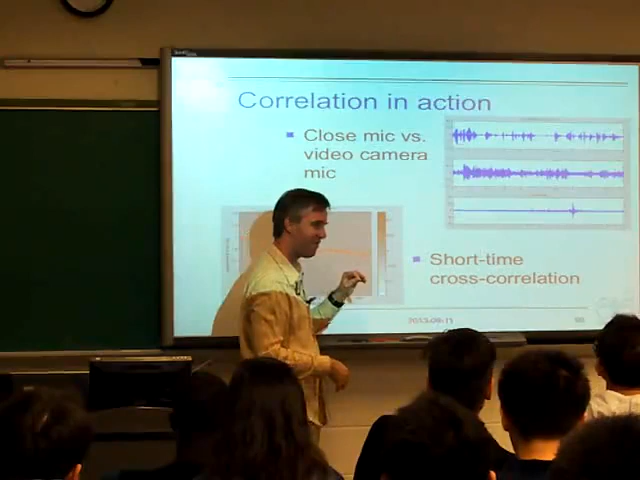 Correlation in action
Close mic vs.
video camera
mic
Short-time
cross-correlation